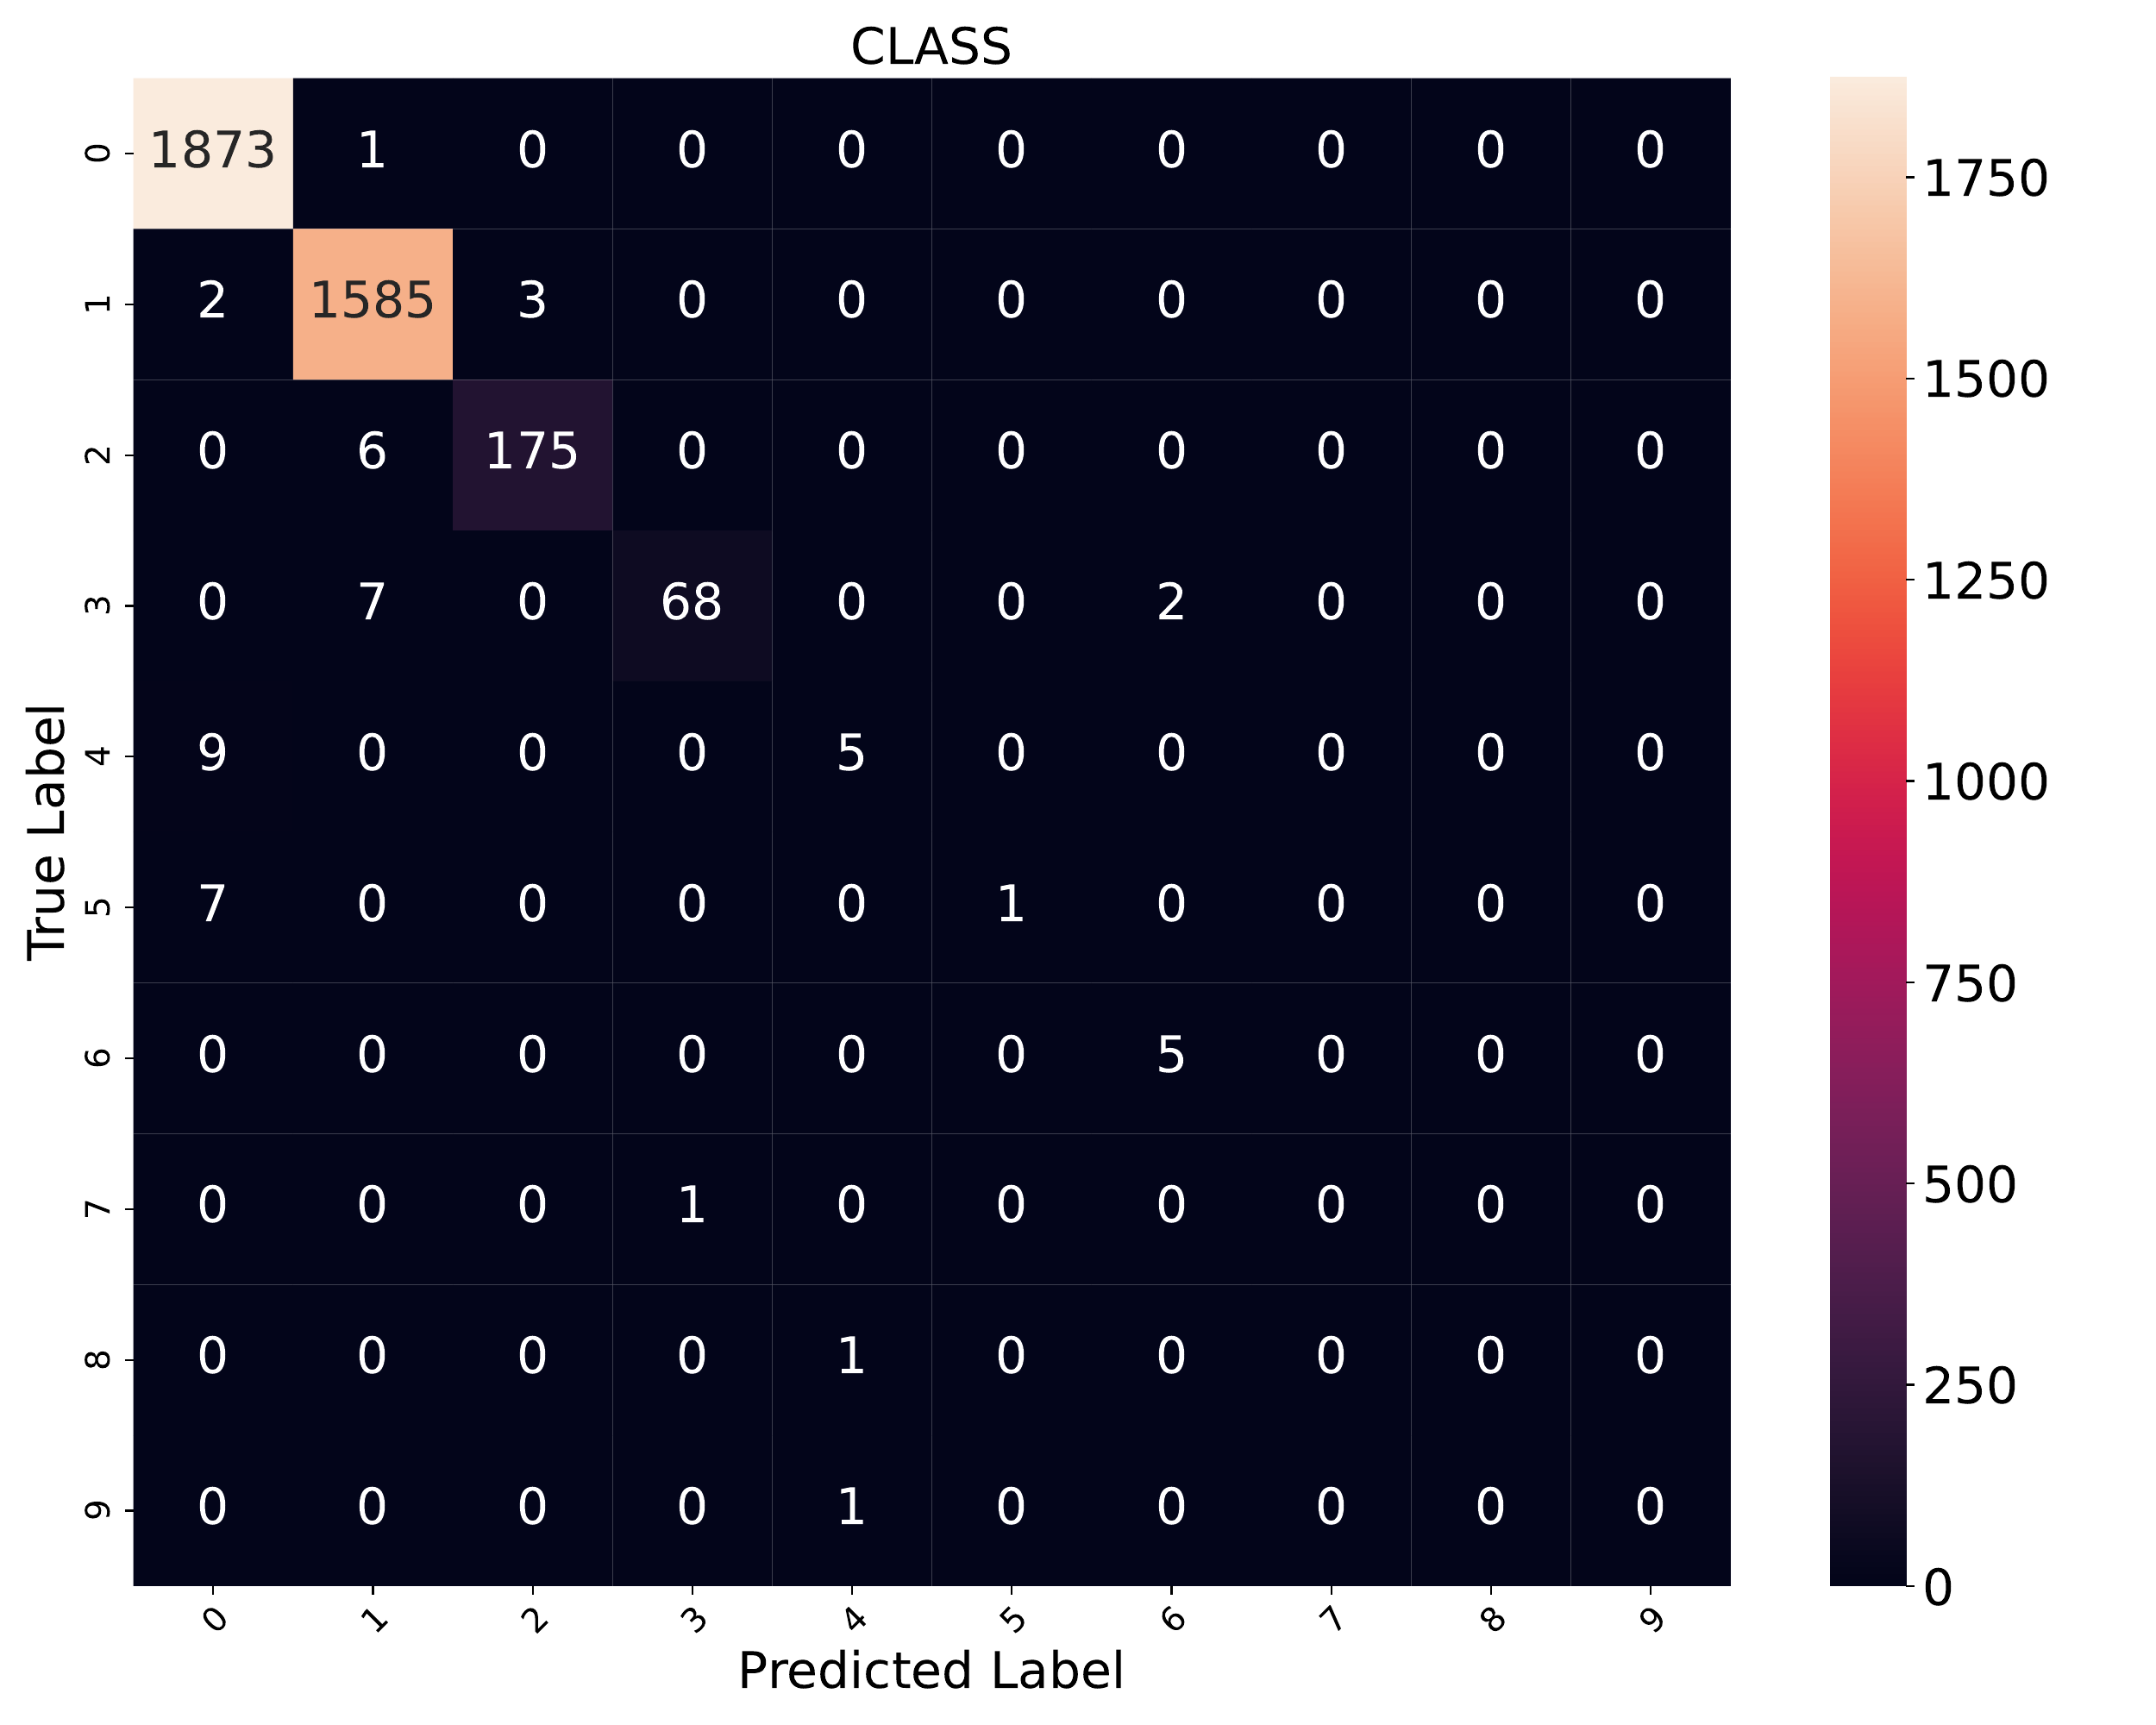 CLASS
0 1873 1 0 0 0 0 0 0 0 0
1 2 1585 3 0 0 0 0 0 0 0
2 0 6 175 0 0 0 0 0 0 0
3 0 7 0 68 0 0 2 0 0 0
4 9 0 0 0 5 0 0 0 0 0
5 7 0 0 0 0 1 0 0 0 0
6 0 0 0 0 0 0 5 0 0 0
7 0 0 0 1 0 0 0 0 0 0
8 0 0 0 0 1 0 0 0 0 0
9 0 0 0 0 1 0 0 0 0 0
0 1 2 3 4 5 6 7 8 9
True Label
Predicted Label
1750
1500
1250
1000
750
500
250
0